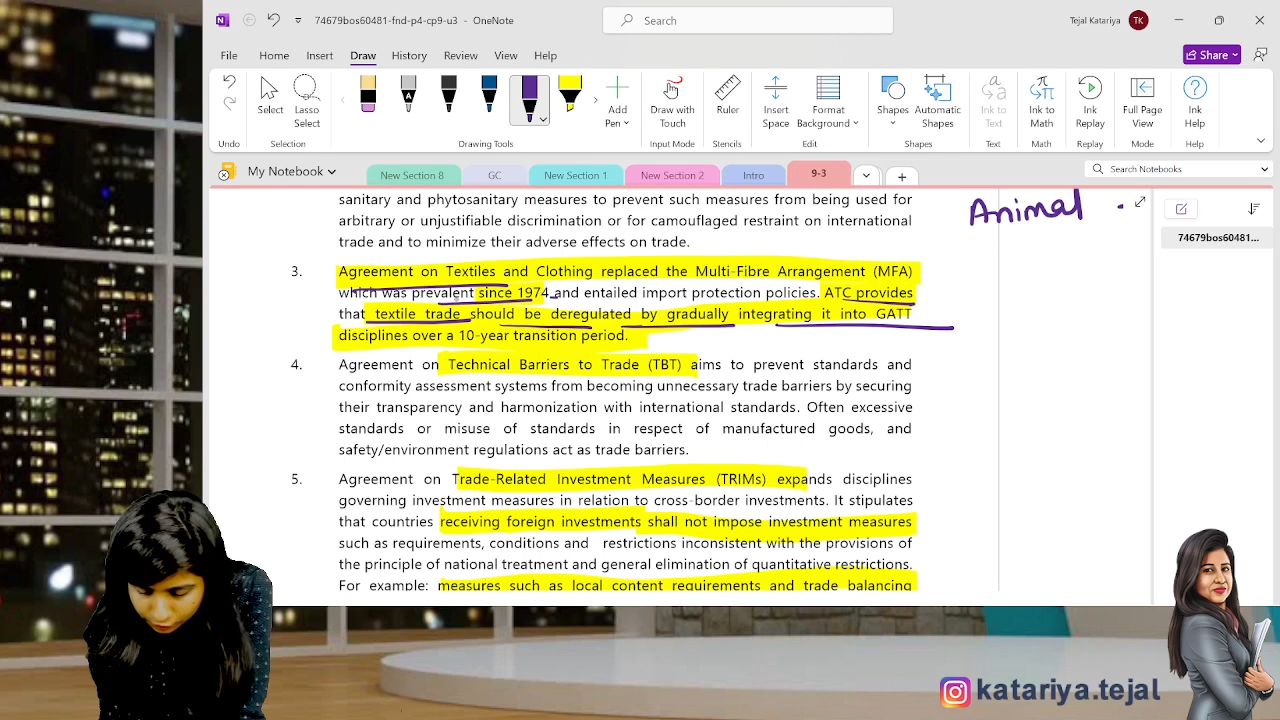 74679bos60481-fnd-p4-cp9-u3 - OneNote
Search
Tejal Katariya
TK
File Home Insert Draw History Review View Help
Share
Select
Lasso Select
Add Pen
Draw with Touch
Ruler
Insert Space
Format Background
Shapes
Automatic Shapes
Ink to Text
Ink to Math
Ink Replay
Full Page View
Ink Help
Undo
Selection
Drawing Tools
Input Mode
Stencils
Edit
Shapes
Math
Replay
Mode
Help
My Notebook
New Section 8
GC
New Section 1
New Section 2
Intro
9-3
Search Notebooks
74679bos60481...
Animal
sanitary and phytosanitary measures to prevent such measures from being used for
arbitrary or unjustifiable discrimination or for camouflaged restraint on international
trade and to minimize their adverse effects on trade.
3. Agreement on Textiles and Clothing replaced the Multi-Fibre Arrangement (MFA)
which was prevalent since 1974 and entailed import protection policies. ATC provides
that textile trade should be deregulated by gradually integrating it into GATT
disciplines over a 10-year transition period.
4. Agreement on Technical Barriers to Trade (TBT) aims to prevent standards and
conformity assessment systems from becoming unnecessary trade barriers by securing
their transparency and harmonization with international standards. Often excessive
standards or misuse of standards in respect of manufactured goods, and
safety/environment regulations act as trade barriers.
5. Agreement on Trade-Related Investment Measures (TRIMs) expands disciplines
governing investment measures in relation to cross-border investments. It stipulates
that countries receiving foreign investments shall not impose investment measures
such as requirements, conditions and restrictions inconsistent with the provisions of
the principle of national treatment and general elimination of quantitative restrictions.
For example: measures such as local content requirements and trade balancing
katariya.tejal